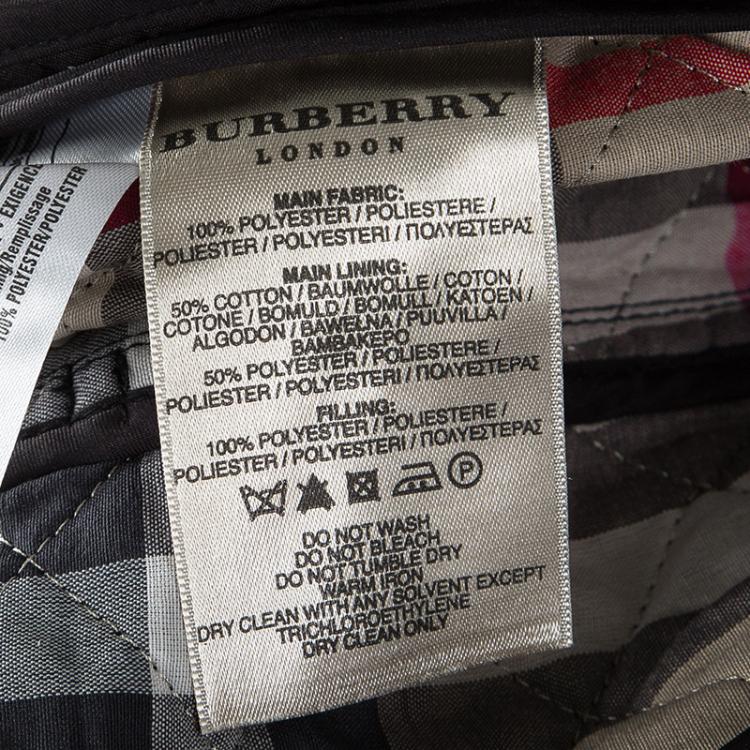 BURBERRY
LONDON
MAIN FABRIC:
100% POLYESTER / POLIESTERE /
POLIESTER / POLYESTERI / ΠΟΛΥΕΣΤΕΡΑΣ
MAIN LINING:
50% COTTON / BAUMWOLLE / COTON /
COTONE / BOMULD / BOMULL / KATOEN /
ALGODON / BAWEŁNA / PUUVILLA /
ΒΑΜΒΑΚΕΡΟ
50% POLYESTER / POLIESTERE /
POLIESTER / POLYESTERI / ΠΟΛΥΕΣΤΕΡΑΣ
FILLING:
100% POLYESTER / POLIESTERE /
POLIESTER / POLYESTERI / ΠΟΛΥΕΣΤΕΡΑΣ
P
DO NOT WASH
DO NOT BLEACH
DO NOT TUMBLE DRY
WARM IRON
DRY CLEAN WITH ANY SOLVENT EXCEPT
TRICHLOROETHYLENE
DRY CLEAN ONLY
/Remplissage
100% POLYESTER/POLYESTER